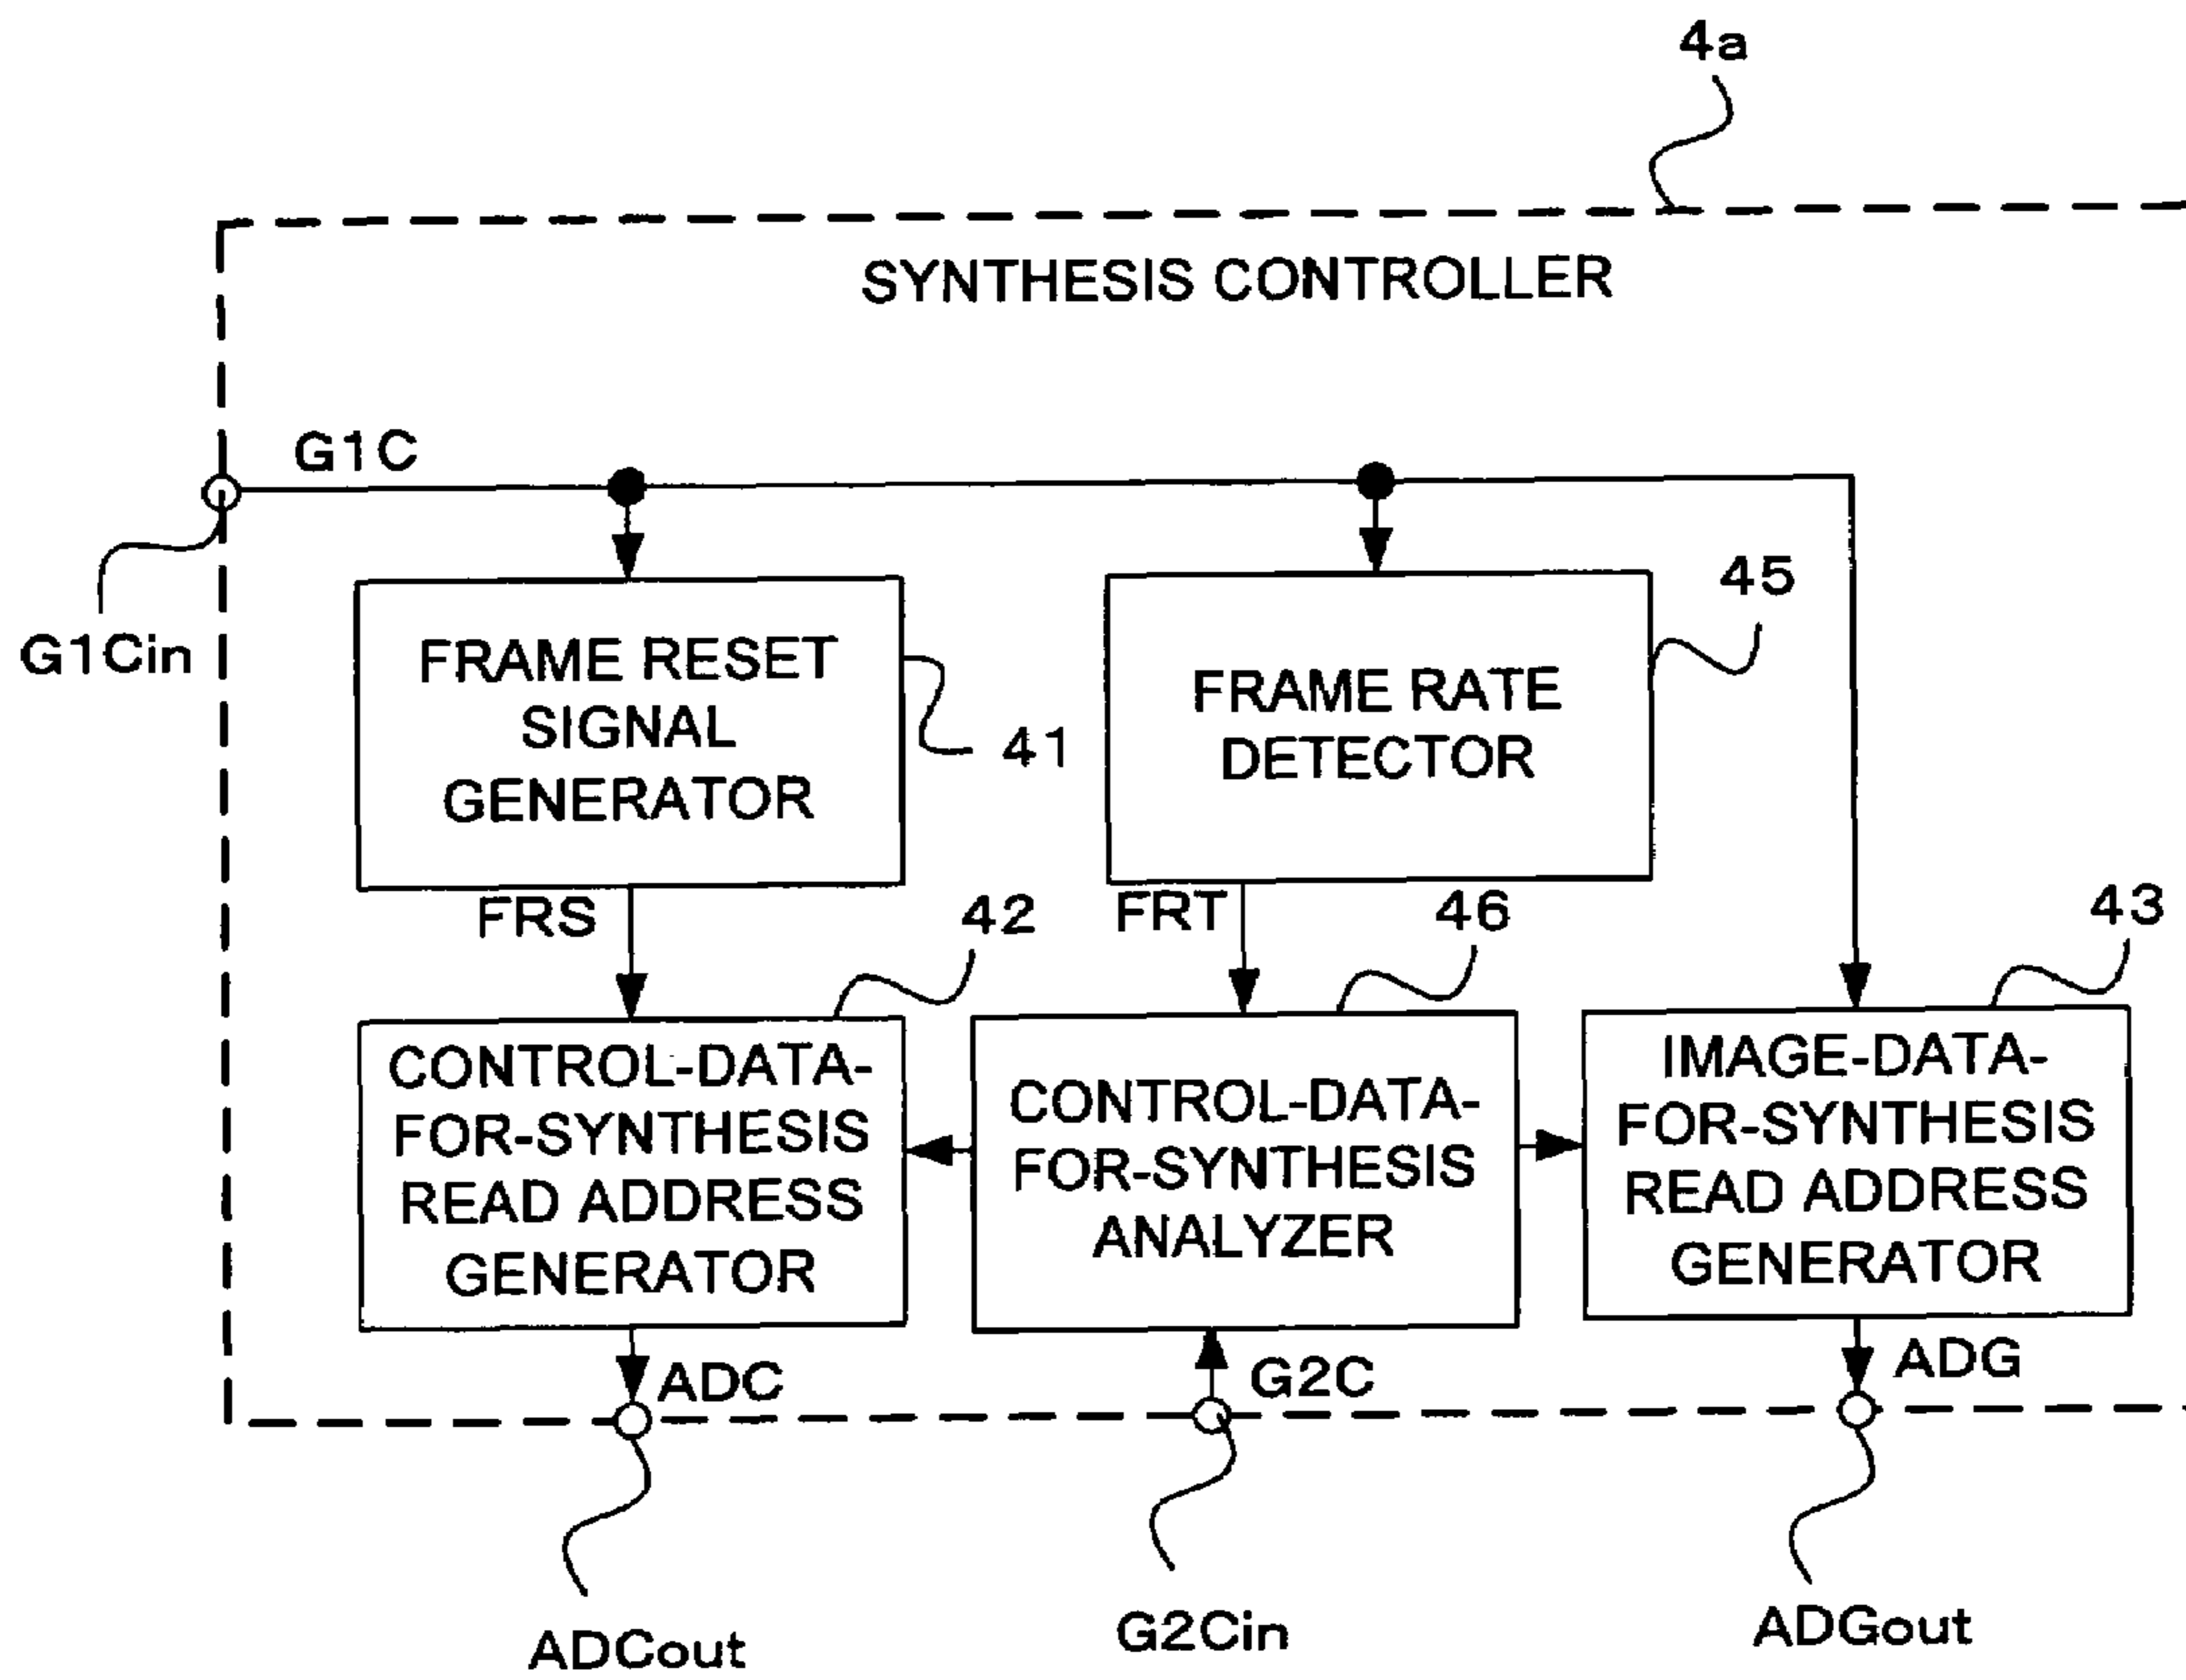 4a
SYNTHESIS CONTROLLER
G1C
G1Cin
FRAME RESET
SIGNAL
GENERATOR
41
FRAME RATE
DETECTOR
45
FRS
42
FRT
46
43
CONTROL-DATA-
FOR-SYNTHESIS
READ ADDRESS
GENERATOR
CONTROL-DATA-
FOR-SYNTHESIS
ANALYZER
IMAGE-DATA-
FOR-SYNTHESIS
READ ADDRESS
GENERATOR
ADC
G2C
ADG
ADCout
G2Cin
ADGout